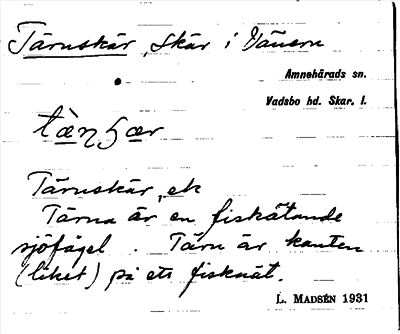 Tärnskär, Skär i Vänern
Amnehärads sn.
Vadsbo hd. Skar. l.
Tärnskär, ek
Tärna är en fiskätande
sjöfågel. Tärn är kanten
(liket) på ett fisknät.
L. MADSÉN 1931